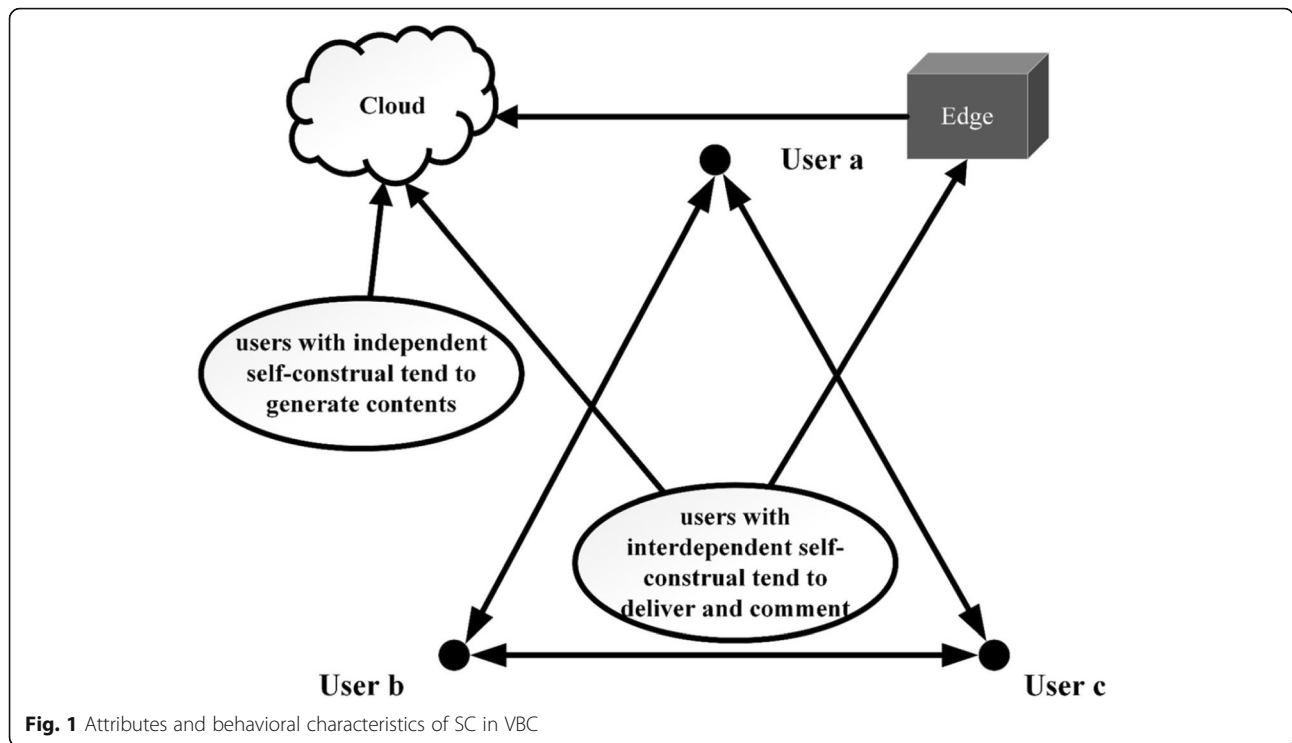 Cloud
Edge
User a
users with independent
self-construal tend to
generate contents
users with
interdependent self-
construal tend to
deliver and comment
User b
User c
Fig. 1 Attributes and behavioral characteristics of SC in VBC